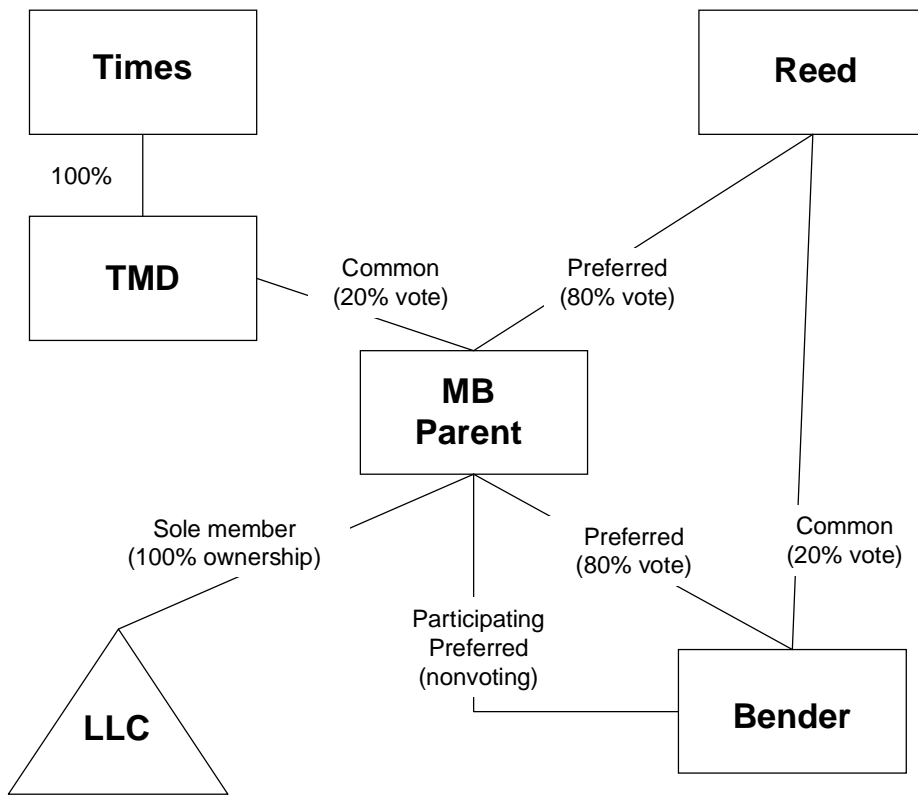 Times
Reed
100%
TMD
Common
(20% vote)
Preferred
(80% vote)
MB
Parent
Sole member
(100% ownership)
Preferred
(80% vote)
Common
(20% vote)
Participating
Preferred
(nonvoting)
LLC
Bender